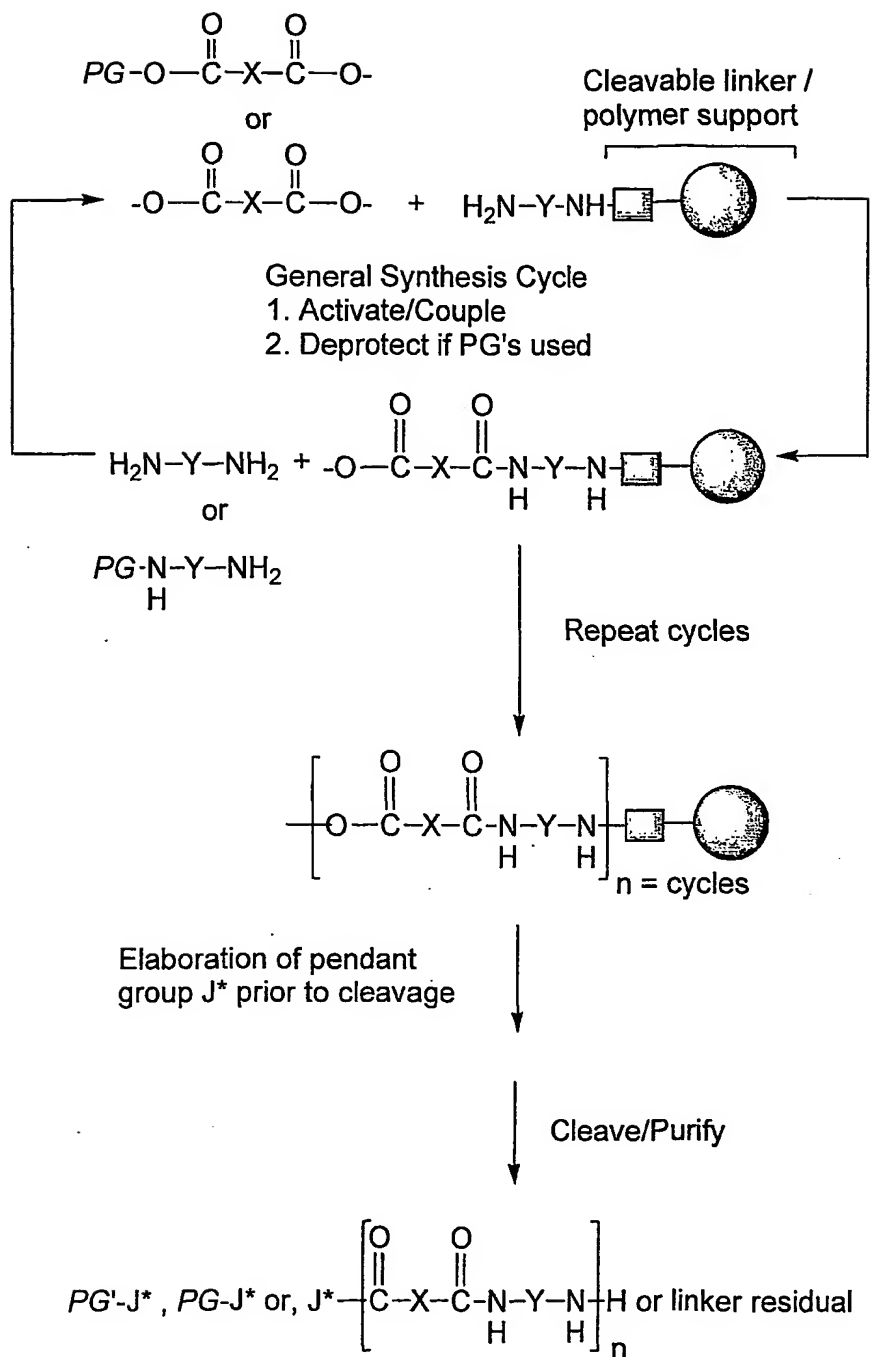 O O
PG-O-C-X-C-O-
or
Cleavable linker /
polymer support
O O
-O-C-X-C-O- + H2N-Y-NH
General Synthesis Cycle
1. Activate/Couple
2. Deprotect if PG's used
O O
H2N-Y-NH2 + -O-C-X-C-N-Y-N
H H
or
PG-N-Y-NH2
H
Repeat cycles
O O
-O-C-X-C-N-Y-N
H H
n = cycles
Elaboration of pendant
group J* prior to cleavage
Cleave/Purify
O O
PG'-J* , PG-J* or, J*-C-X-C-N-Y-N-H or linker residual
H H
n